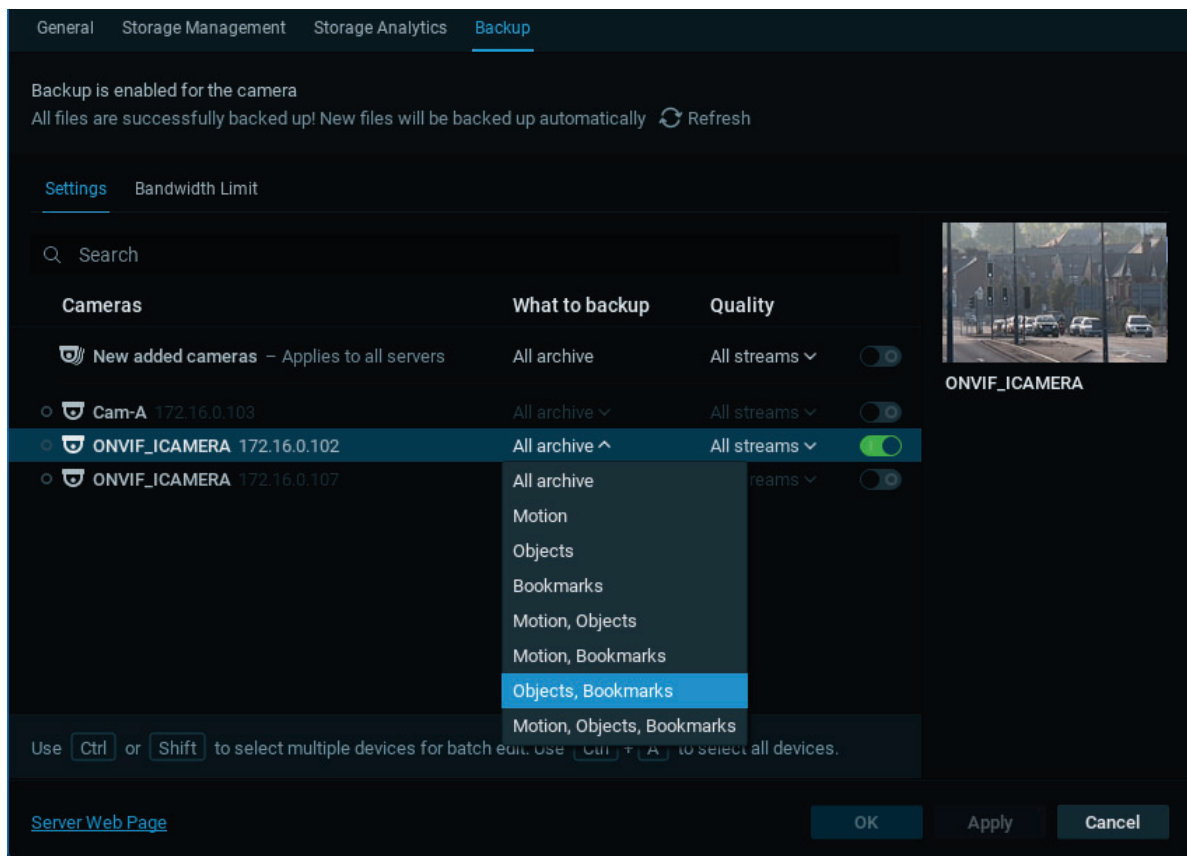 General Storage Management Storage Analytics Backup
Backup is enabled for the camera
All files are successfully backed up! New files will be backed up automatically Refresh
Settings Bandwidth Limit
Search
Cameras What to backup Quality
New added cameras – Applies to all servers All archive All streams
ONVIF_ICAMERA
Cam-A 172.16.0.103 All archive All streams
ONVIF_ICAMERA 172.16.0.102 All archive All streams
ONVIF_ICAMERA 172.16.0.107 reams
All archive
Motion
Objects
Bookmarks
Motion, Objects
Motion, Bookmarks
Objects, Bookmarks
Motion, Objects, Bookmarks
Use Ctrl or Shift to select multiple devices for batch edit. Use Ctrl + A to select all devices.
Server Web Page OK Apply Cancel